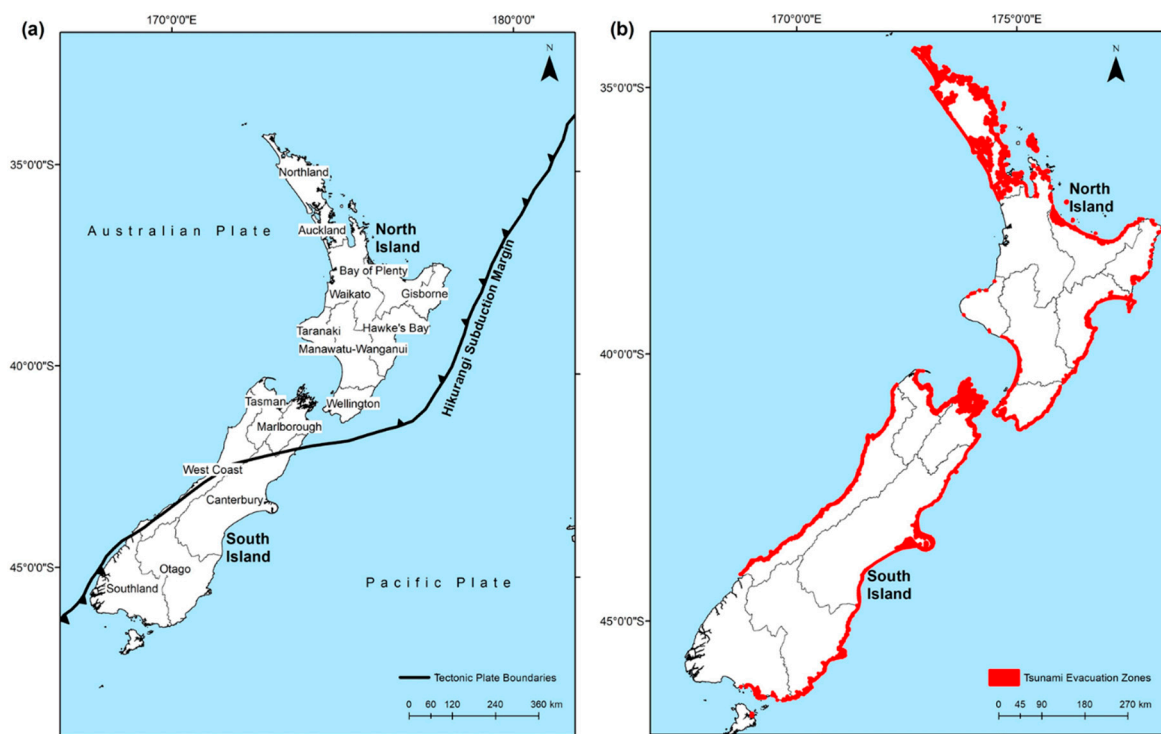 (a)
170°0'0"E
180°0'0"E
N
35°0'0"S
40°0'0"S
45°0'0"S
Northland
Auckland
Australian Plate
North
Island
Bay of Plenty
Waikato
Gisborne
Taranaki
Hawke's Bay
Manawatu-Wanganui
Hikurangi Subduction Margin
Tasman
Wellington
Marlborough
West Coast
Canterbury
South
Island
Otago
Southland
Pacific Plate
Tectonic Plate Boundaries
0 60 120 240 360 km
(b)
170°0'0"E
175°0'0"E
N
35°0'0"S
40°0'0"S
45°0'0"S
North
Island
South
Island
Tsunami Evacuation Zones
0 45 90 180 270 km